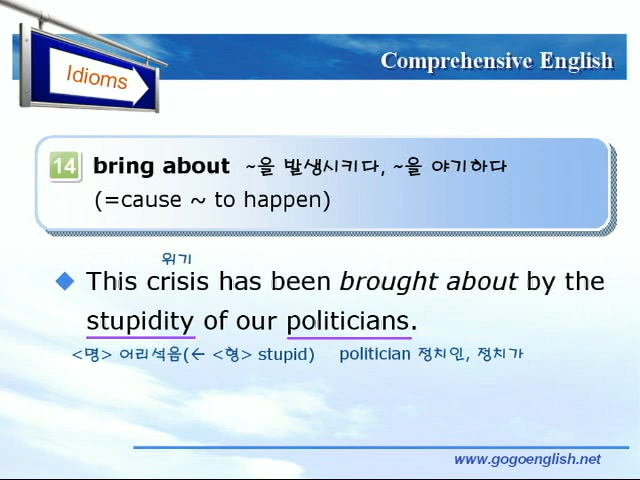 Idioms
Comprehensive English
14 bring about ~을 발생시키다, ~을 야기하다
(=cause ~ to happen)
위기
◆ This crisis has been brought about by the
stupidity of our politicians.
<명> 어리석음(← <형> stupid) politician 정치인, 정치가
www.gogoenglish.net